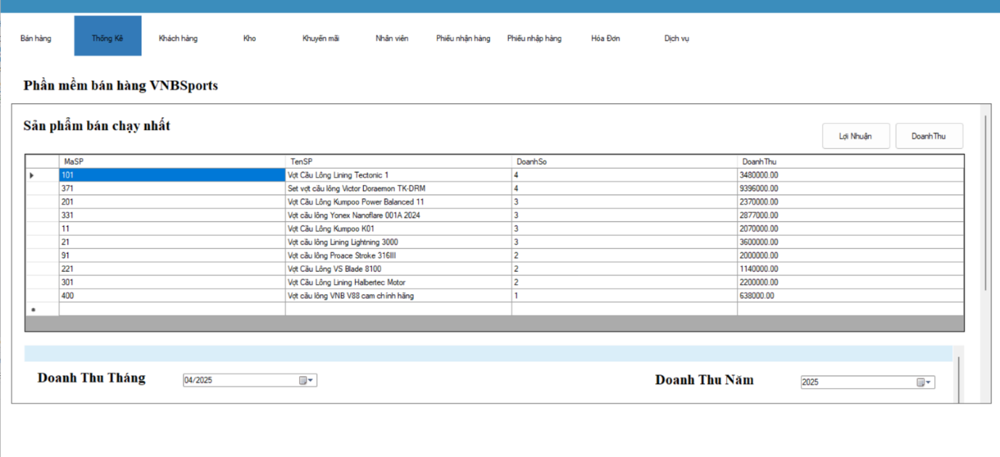 Bán hàng Thống Kê Khách hàng Kho Khuyến mãi Nhân viên Phiếu nhận hàng Phiếu nhập hàng Hóa Đơn Dịch vụ
Phần mềm bán hàng VNBSports
Sản phẩm bán chạy nhất
Lợi Nhuận DoanhThu
MaSP TenSP DoanhSo DoanhThu
101 Vợt Cầu Lông Lining Tectonic 1 4 3480000.00
371 Set vợt cầu lông Victor Doraemon TK-DRM 4 9396000.00
201 Vợt Cầu Lông Kumpoo Power Balanced 11 3 2370000.00
331 Vợt cầu lông Yonex Nanoflare 001A 2024 3 2877000.00
11 Vợt Cầu Lông Kumpoo K01 3 2070000.00
21 Vợt cầu lông Lining Lightning 3000 3 3600000.00
91 Vợt cầu lông Proace Stroke 316III 2 2000000.00
221 Vợt Cầu Lông VS Blade 8100 2 1140000.00
301 Vợt Cầu Lông Lining Halbertec Motor 2 2200000.00
400 Vợt cầu lông VNB V88 cam chính hãng 1 638000.00
Doanh Thu Tháng 04/2025 Doanh Thu Năm 2025